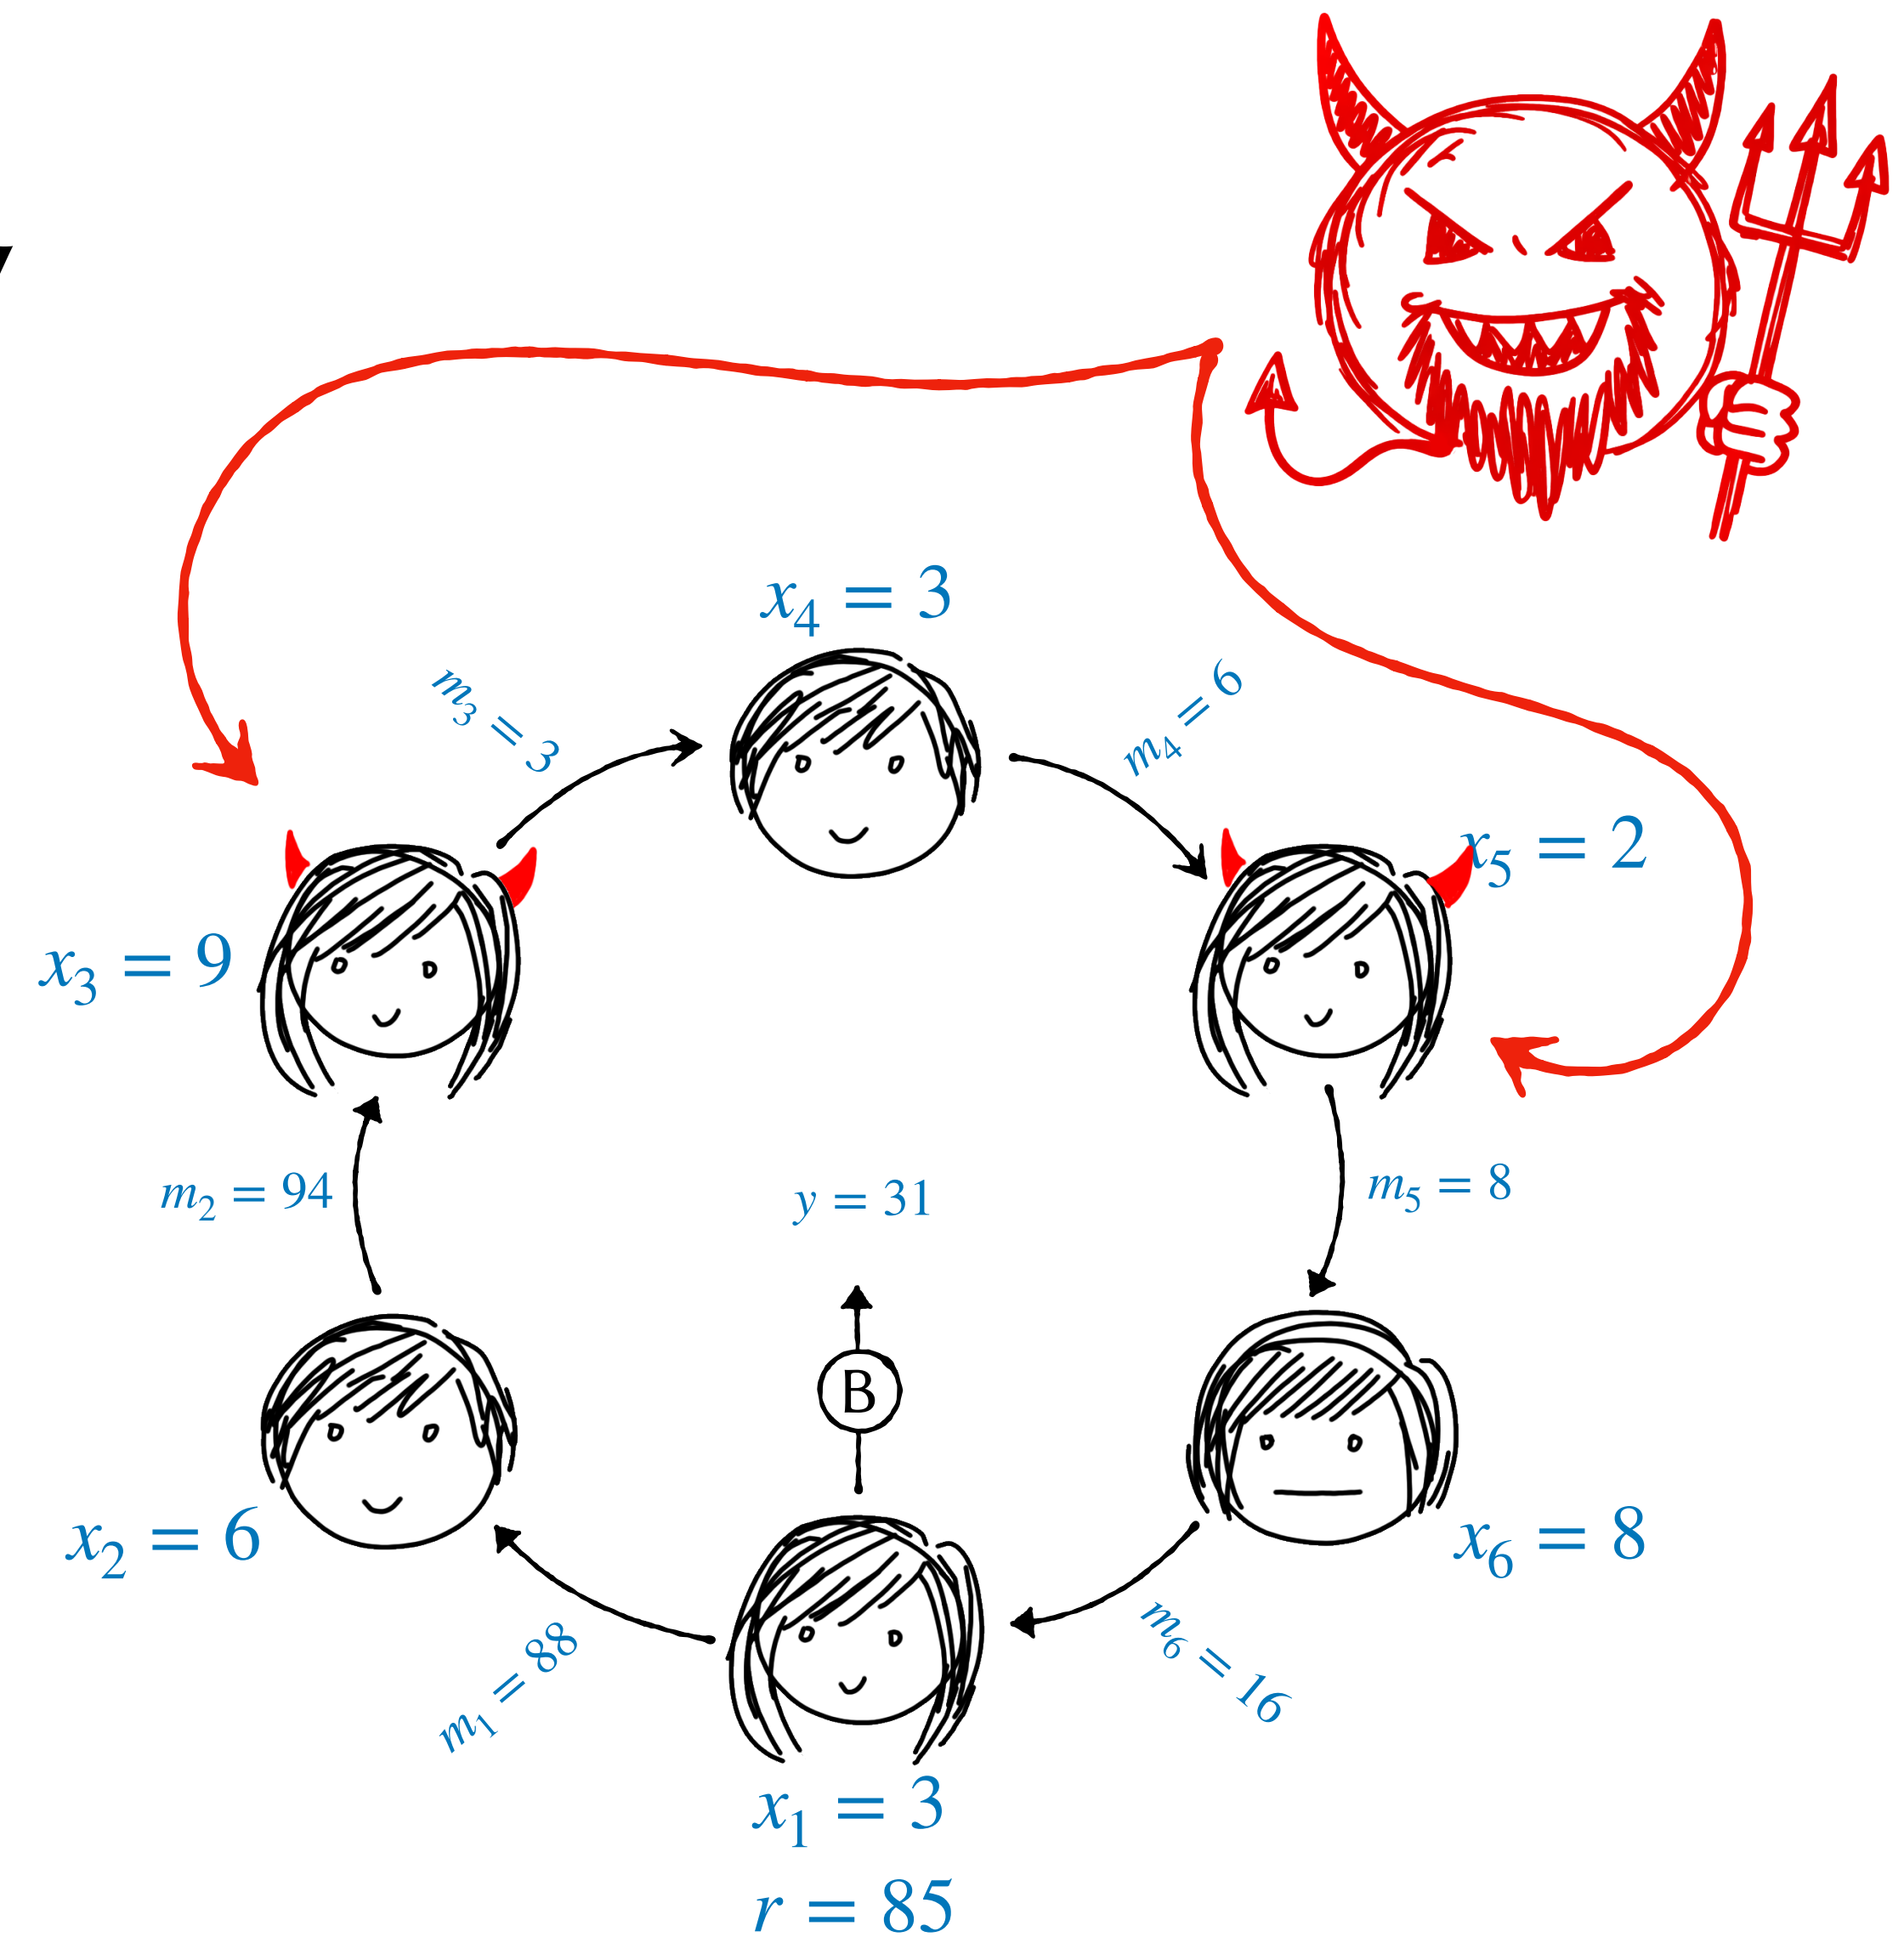 x₄ = 3
m₃ = 3
m₄ = 6
x₅ = 2
x₃ = 9
m₂ = 94
y = 31
m₅ = 8
B
x₂ = 6
x₆ = 8
m₁ = 88
m₆ = 16
x₁ = 3
r = 85